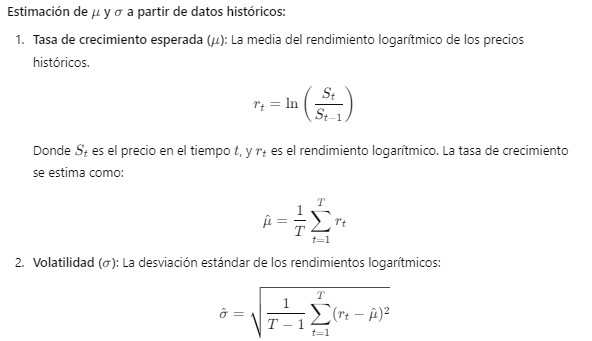 Estimación de μ y σ a partir de datos históricos:
1. Tasa de crecimiento esperada (μ): La media del rendimiento logarítmico de los precios
históricos.
r_t = ln(S_t / S_{t−1})
Donde S_t es el precio en el tiempo t, y r_t es el rendimiento logarítmico. La tasa de crecimiento
se estima como:
μ̂ = 1/T ∑_{t=1}^{T} r_t
2. Volatilidad (σ): La desviación estándar de los rendimientos logarítmicos:
σ̂ = √(1/(T − 1) ∑_{t=1}^{T} (r_t − μ̂)²)